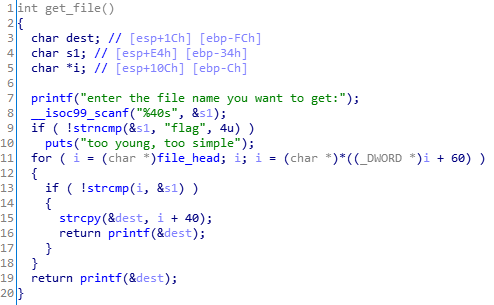 1 int get_file()
2 {
3 char dest; // [esp+1Ch] [ebp-FCh]
4 char s1; // [esp+E4h] [ebp-34h]
5 char *i; // [esp+10Ch] [ebp-Ch]
6
7 printf("enter the file name you want to get:");
8 __isoc99_scanf("%40s", &s1);
9 if ( !strncmp(&s1, "flag", 4u) )
10 puts("too young, too simple");
11 for ( i = (char *)file_head; i; i = (char *)*((_DWORD *)i + 60) )
12 {
13 if ( !strcmp(i, &s1) )
14 {
15 strcpy(&dest, i + 40);
16 return printf(&dest);
17 }
18 }
19 return printf(&dest);
20 }